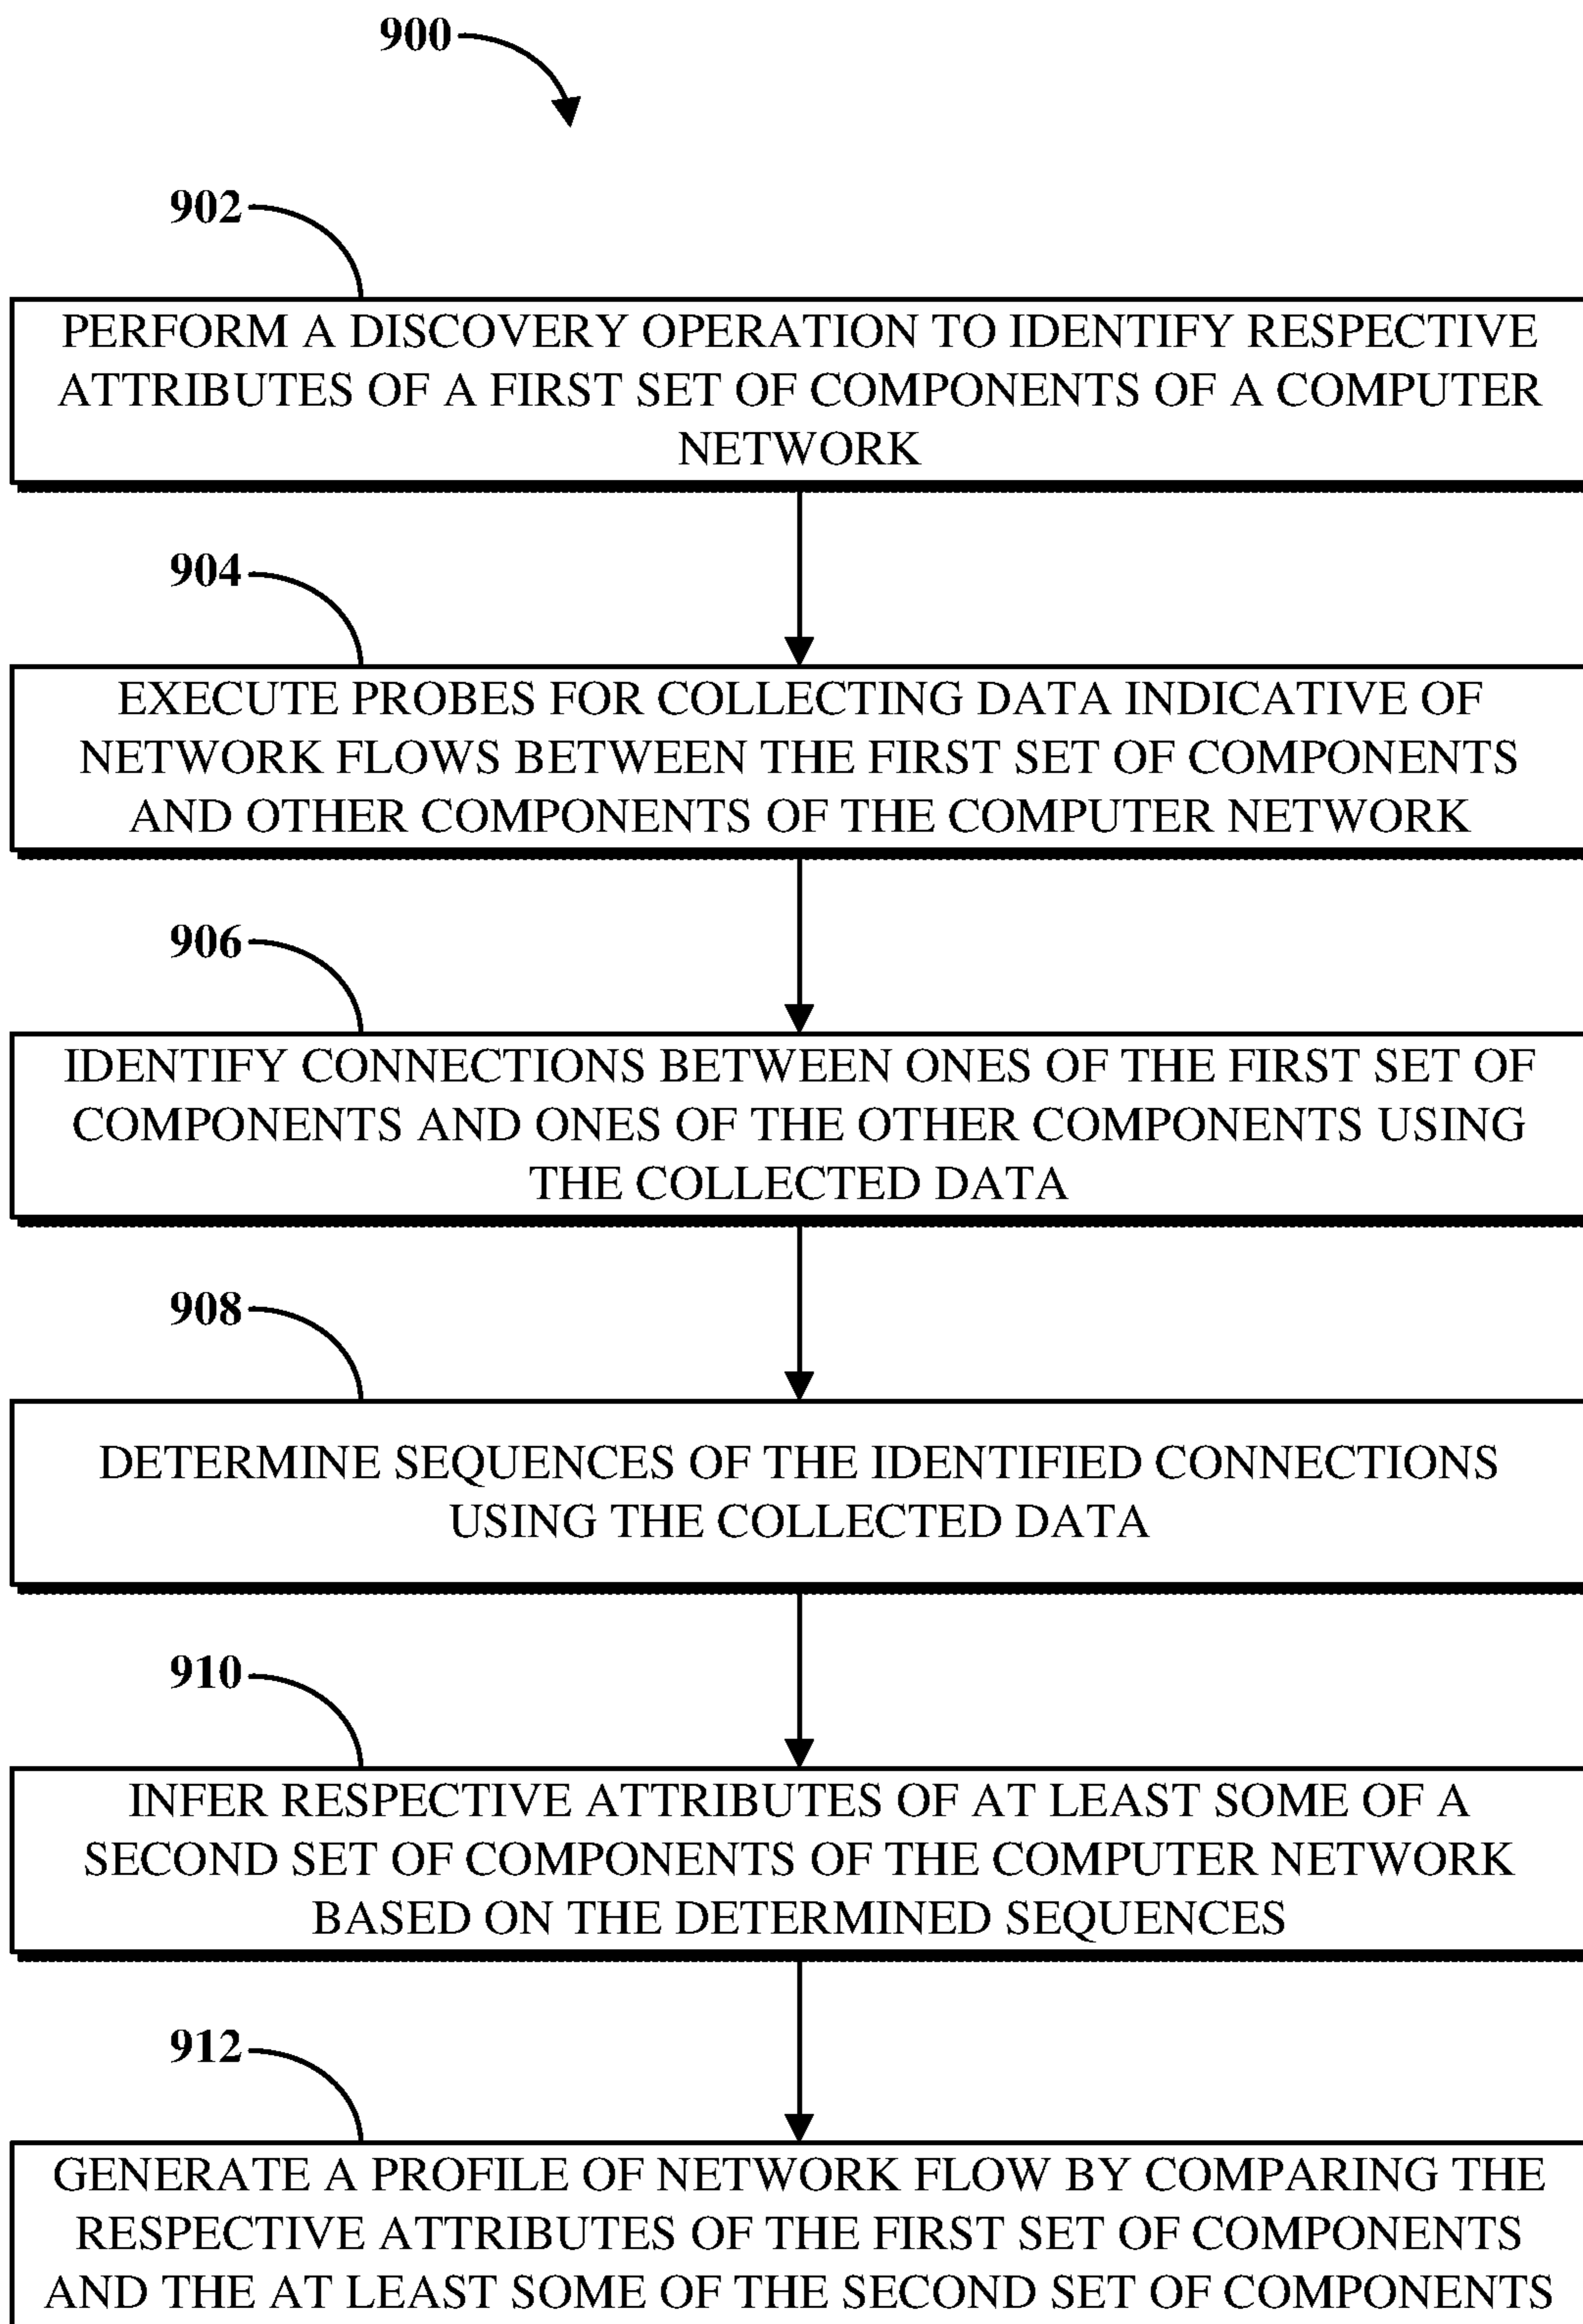 900
902
PERFORM A DISCOVERY OPERATION TO IDENTIFY RESPECTIVE
ATTRIBUTES OF A FIRST SET OF COMPONENTS OF A COMPUTER
NETWORK
904
EXECUTE PROBES FOR COLLECTING DATA INDICATIVE OF
NETWORK FLOWS BETWEEN THE FIRST SET OF COMPONENTS
AND OTHER COMPONENTS OF THE COMPUTER NETWORK
906
IDENTIFY CONNECTIONS BETWEEN ONES OF THE FIRST SET OF
COMPONENTS AND ONES OF THE OTHER COMPONENTS USING
THE COLLECTED DATA
908
DETERMINE SEQUENCES OF THE IDENTIFIED CONNECTIONS
USING THE COLLECTED DATA
910
INFER RESPECTIVE ATTRIBUTES OF AT LEAST SOME OF A
SECOND SET OF COMPONENTS OF THE COMPUTER NETWORK
BASED ON THE DETERMINED SEQUENCES
912
GENERATE A PROFILE OF NETWORK FLOW BY COMPARING THE
RESPECTIVE ATTRIBUTES OF THE FIRST SET OF COMPONENTS
AND THE AT LEAST SOME OF THE SECOND SET OF COMPONENTS